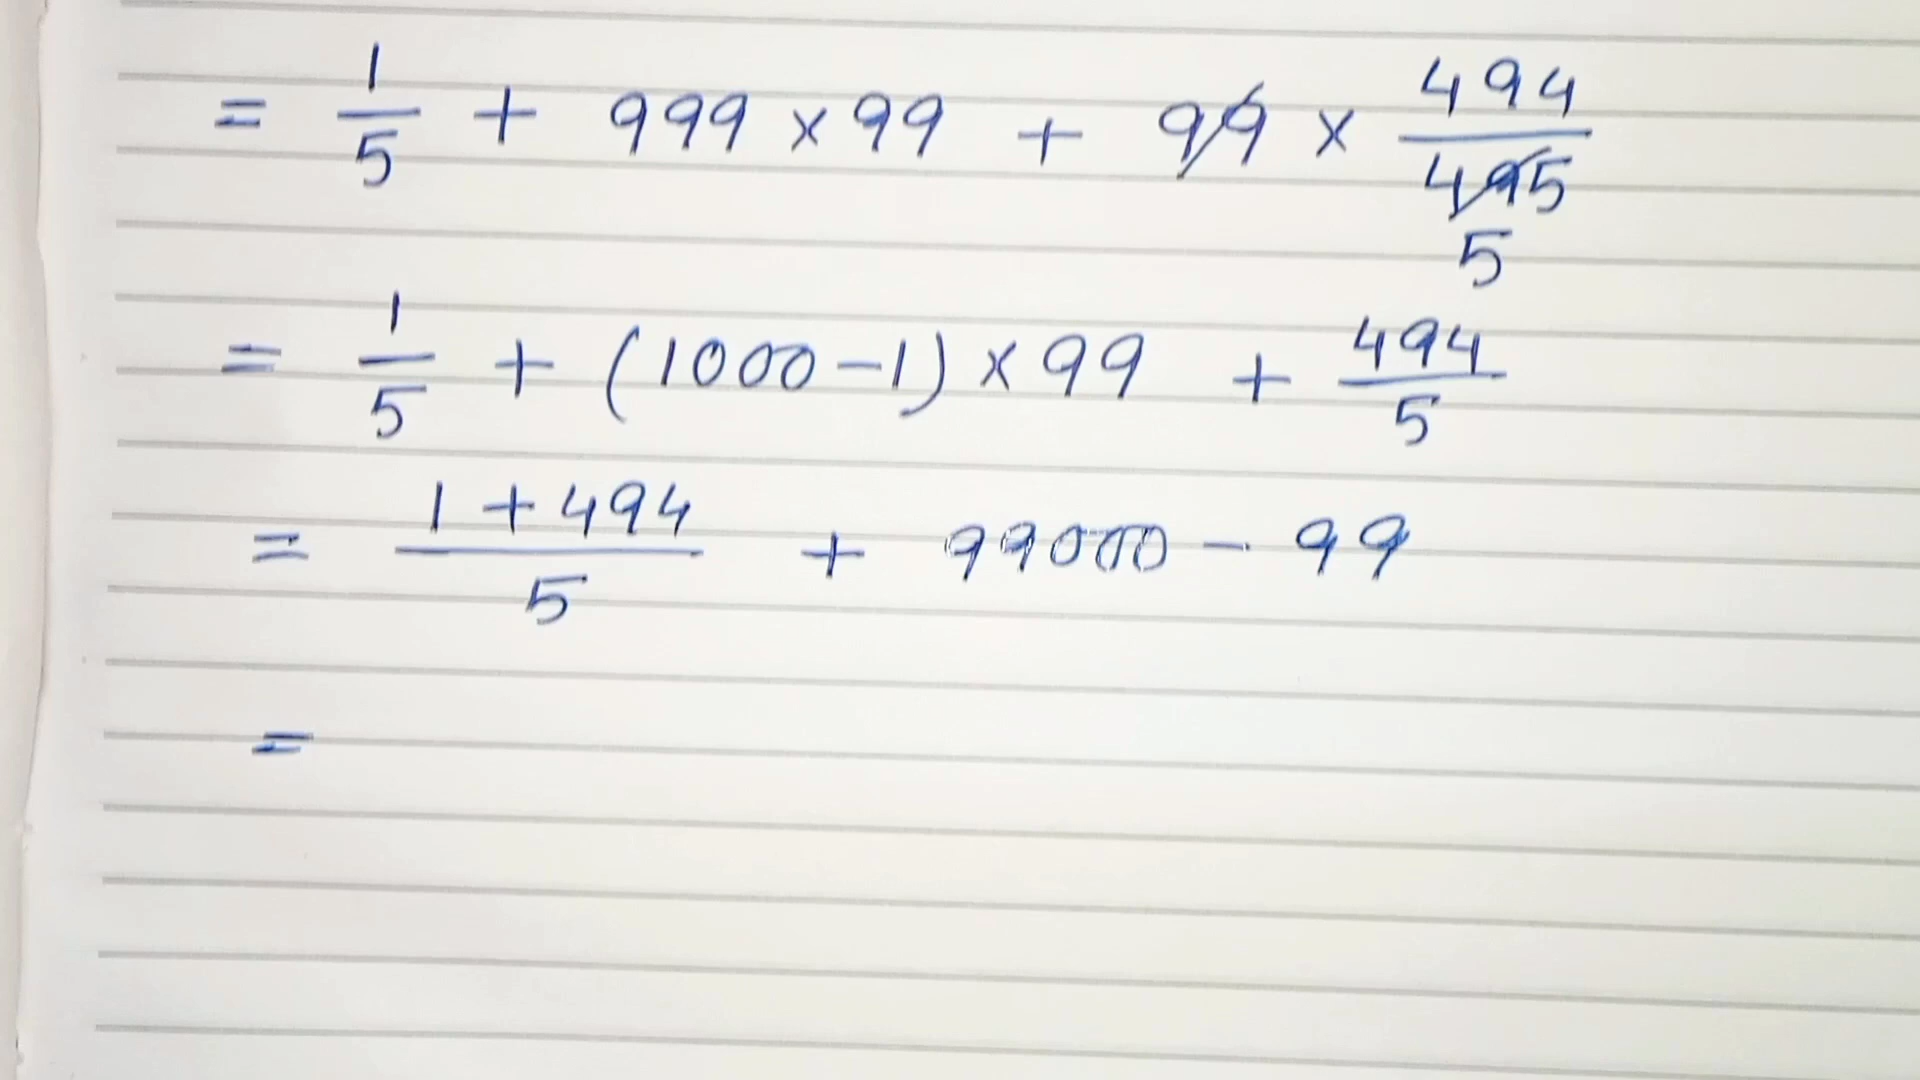 = 1/5 + 999 × 99 + 99 × 494/495
5
= 1/5 + (1000 - 1) × 99 + 494/5
= 1 + 494/5 + 99000 - 99
=